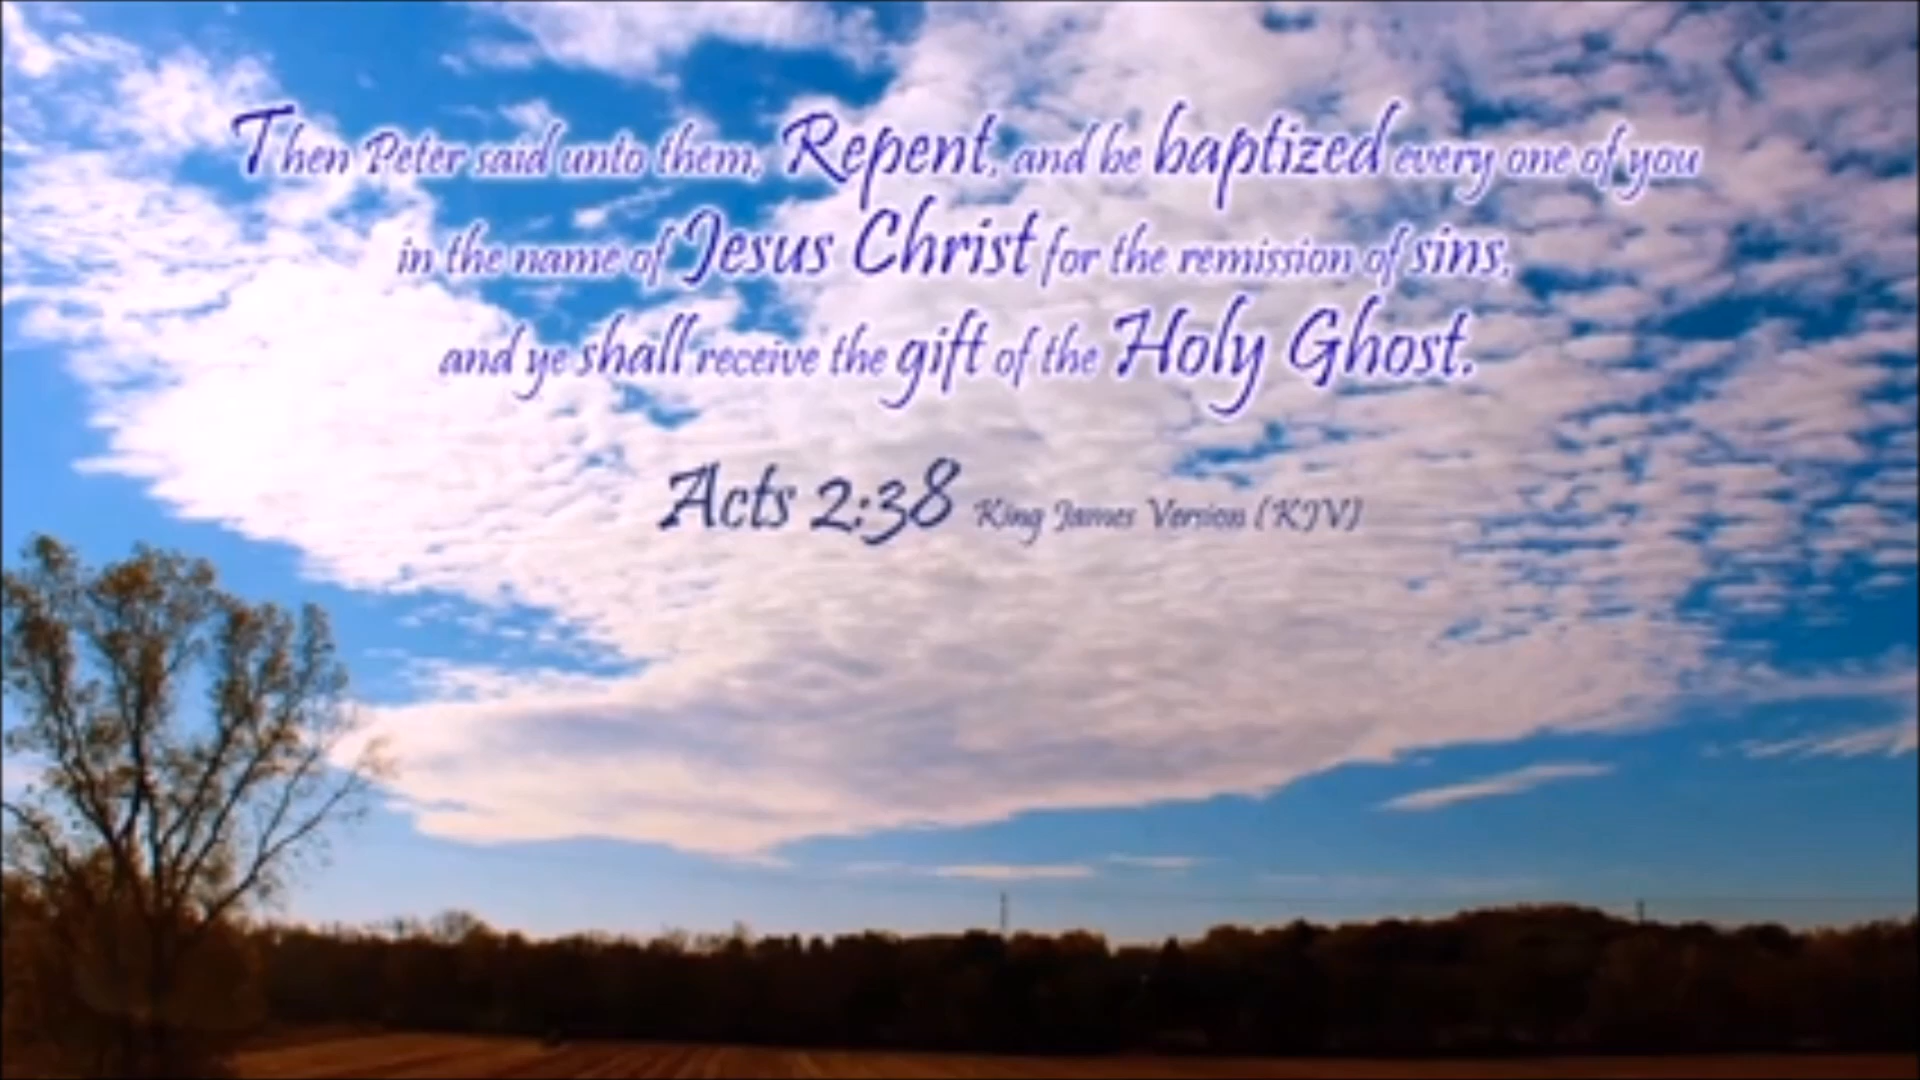 Then Peter said unto them, Repent, and be baptized every one of you
in the name of Jesus Christ for the remission of sins,
and ye shall receive the gift of the Holy Ghost.
Acts 2:38 King James Version (KJV)